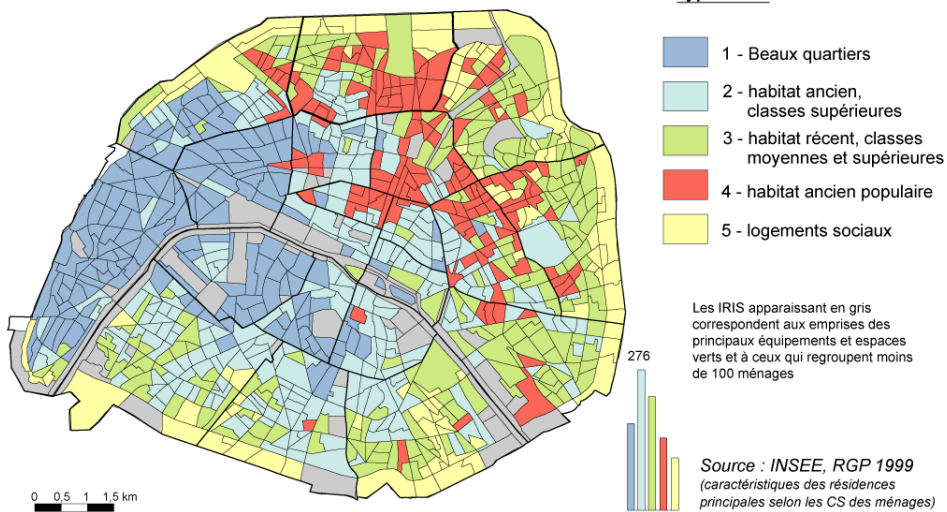 1 - Beaux quartiers
2 - habitat ancien,
classes supérieures
3 - habitat récent, classes
moyennes et supérieures
4 - habitat ancien populaire
5 - logements sociaux
Les IRIS apparaissant en gris
correspondent aux emprises des
principaux équipements et espaces
verts et à ceux qui regroupent moins
de 100 ménages
276
Source : INSEE, RGP 1999
(caractéristiques des résidences
principales selon les CS des ménages)
0 0,5 1 1,5 km